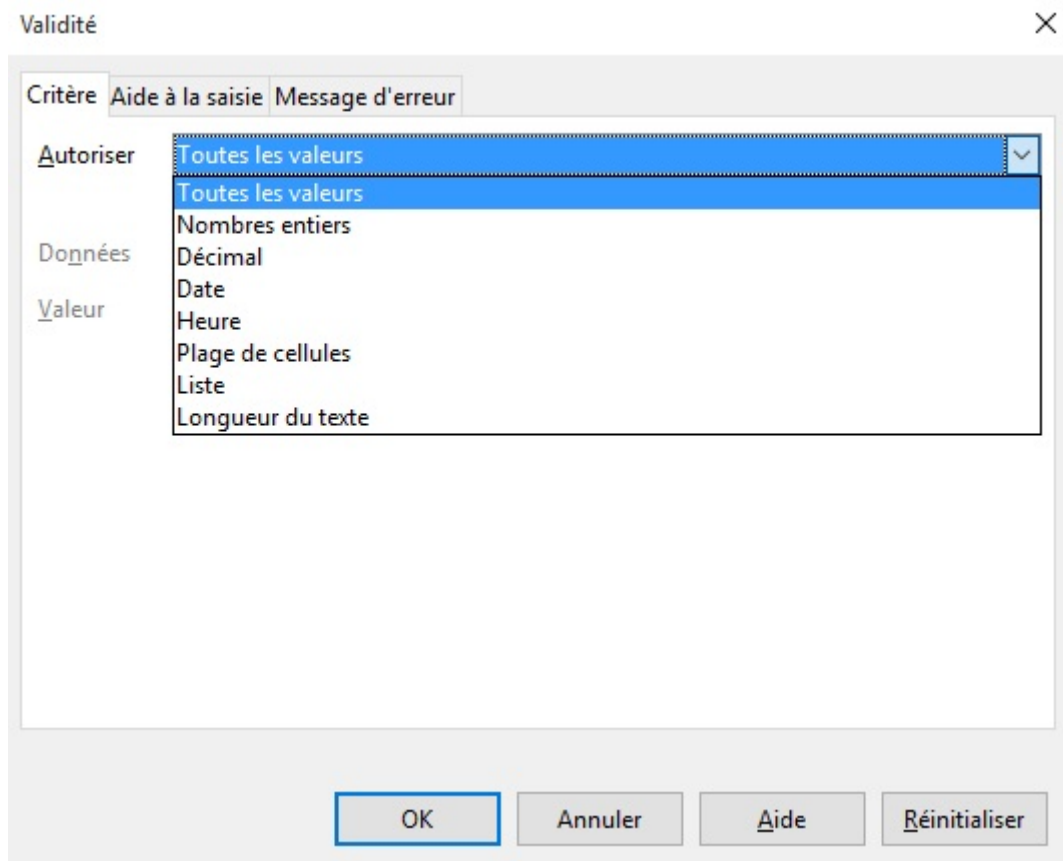 Validité
Critère Aide à la saisie Message d'erreur
Autoriser Toutes les valeurs
Toutes les valeurs
Nombres entiers
Données Décimal
Date
Valeur Heure
Plage de cellules
Liste
Longueur du texte
OK Annuler Aide Réinitialiser